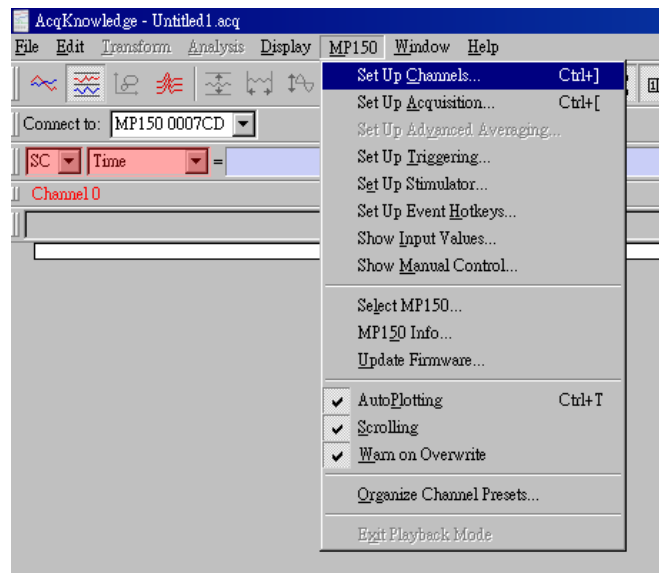 AcqKnowledge - Untitled1.acq
File Edit Transform Analysis Display MP150 Window Help
Connect to: MP150 0007CD
SC Time =
Channel 0
Set Up Channels... Ctrl+]
Set Up Acquisition... Ctrl+[
Set Up Advanced Averaging...
Set Up Triggering...
Set Up Stimulator...
Set Up Event Hotkeys...
Show Input Values...
Show Manual Control...
Select MP150...
MP150 Info...
Update Firmware...
AutoPlotting Ctrl+T
Scrolling
Warn on Overwrite
Organize Channel Presets...
Exit Playback Mode